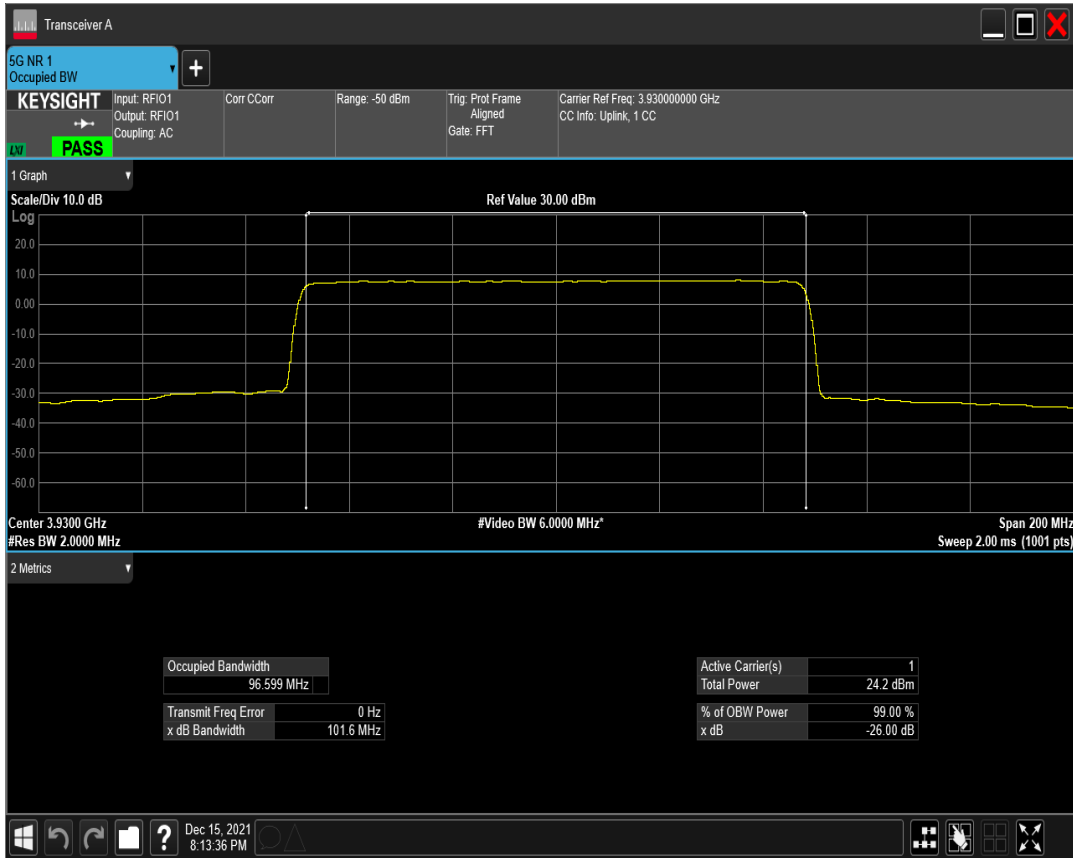 Transceiver A
5G NR 1
Occupied BW
KEYSIGHT
LXI
PASS
Input: RFIO1
Output: RFIO1
Coupling: AC
Corr CCorr
Range: -50 dBm
Trig: Prot Frame
Aligned
Gate: FFT
Carrier Ref Freq: 3.930000000 GHz
CC Info: Uplink, 1 CC
1 Graph
Scale/Div 10.0 dB
Ref Value 30.00 dBm
Log
20.0
10.0
0.00
-10.0
-20.0
-30.0
-40.0
-50.0
-60.0
Center 3.9300 GHz
#Video BW 6.0000 MHz*
Span 200 MHz
#Res BW 2.0000 MHz
Sweep 2.00 ms (1001 pts)
2 Metrics
Occupied Bandwidth
96.599 MHz
Transmit Freq Error 0 Hz
x dB Bandwidth 101.6 MHz
Active Carrier(s) 1
Total Power 24.2 dBm
% of OBW Power 99.00 %
x dB -26.00 dB
?
Dec 15, 2021
8:13:36 PM